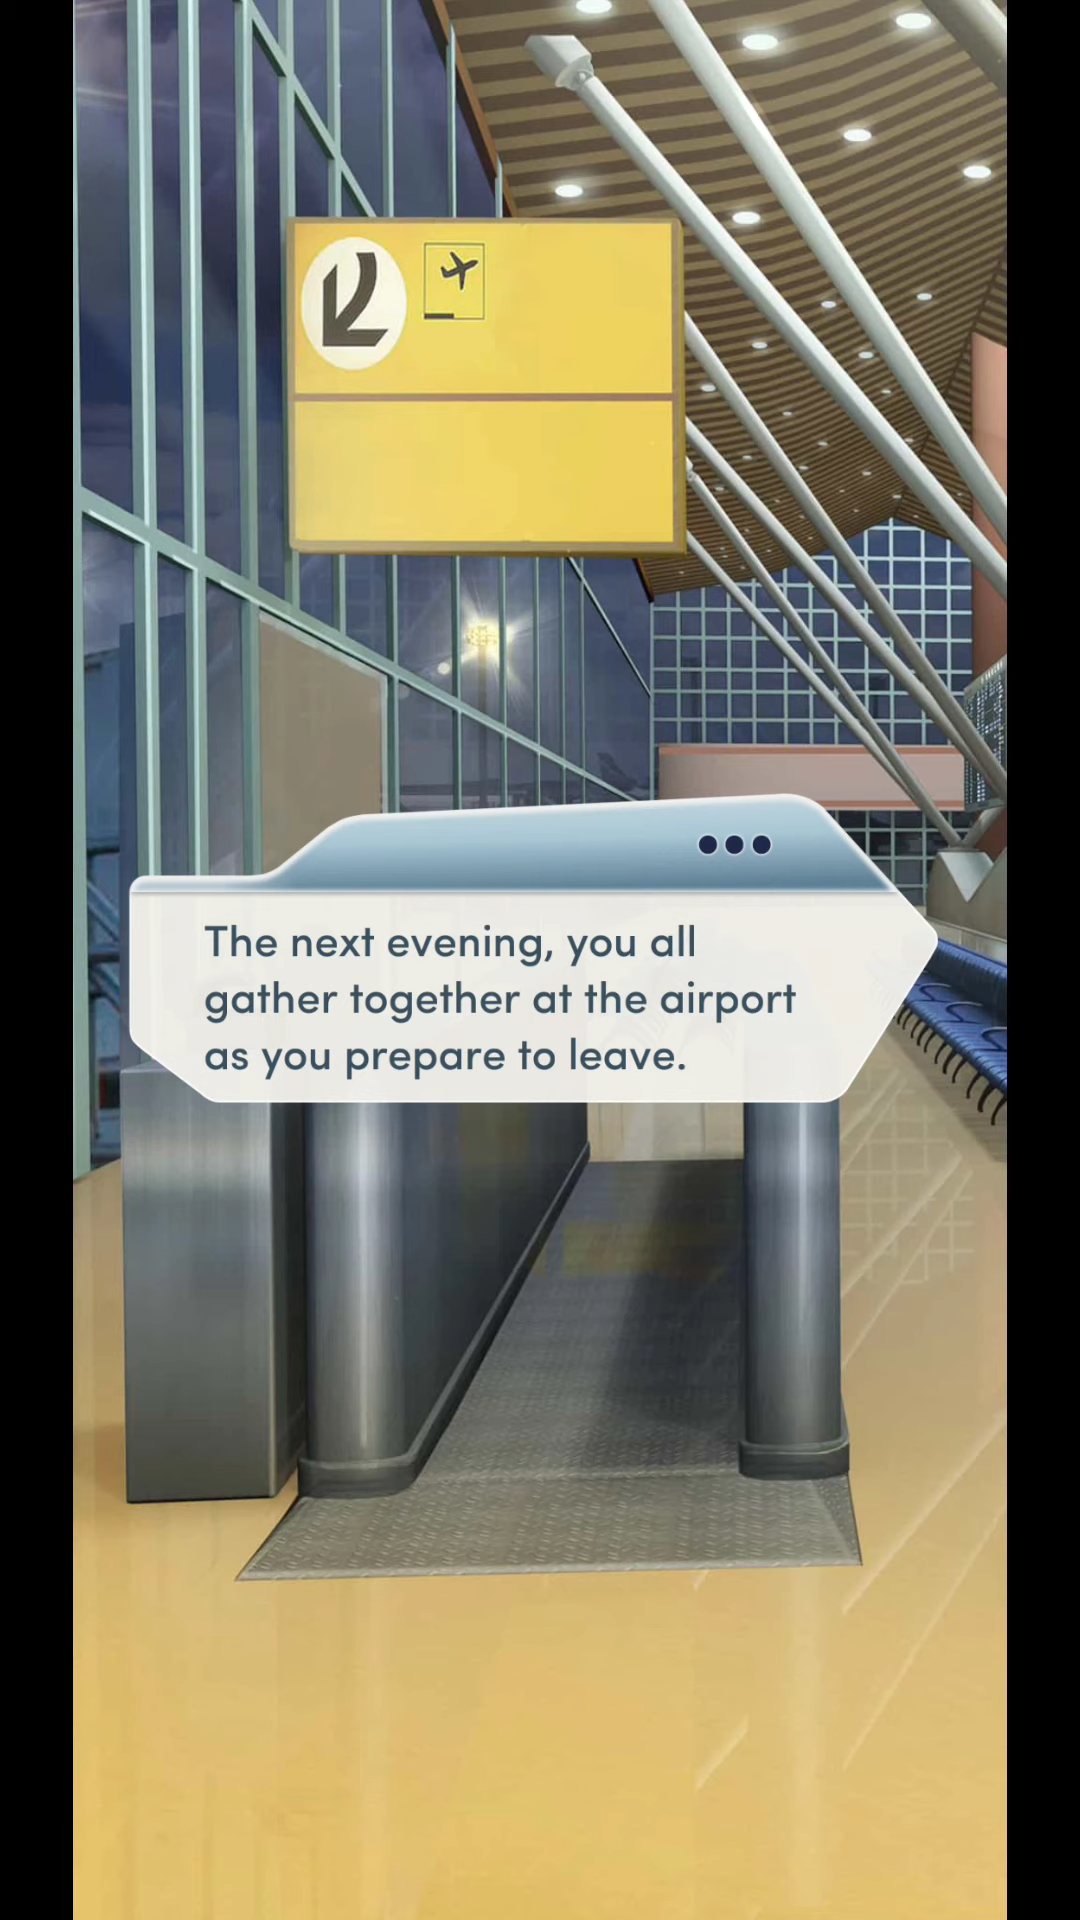 The next evening, you all
gather together at the airport
as you prepare to leave.